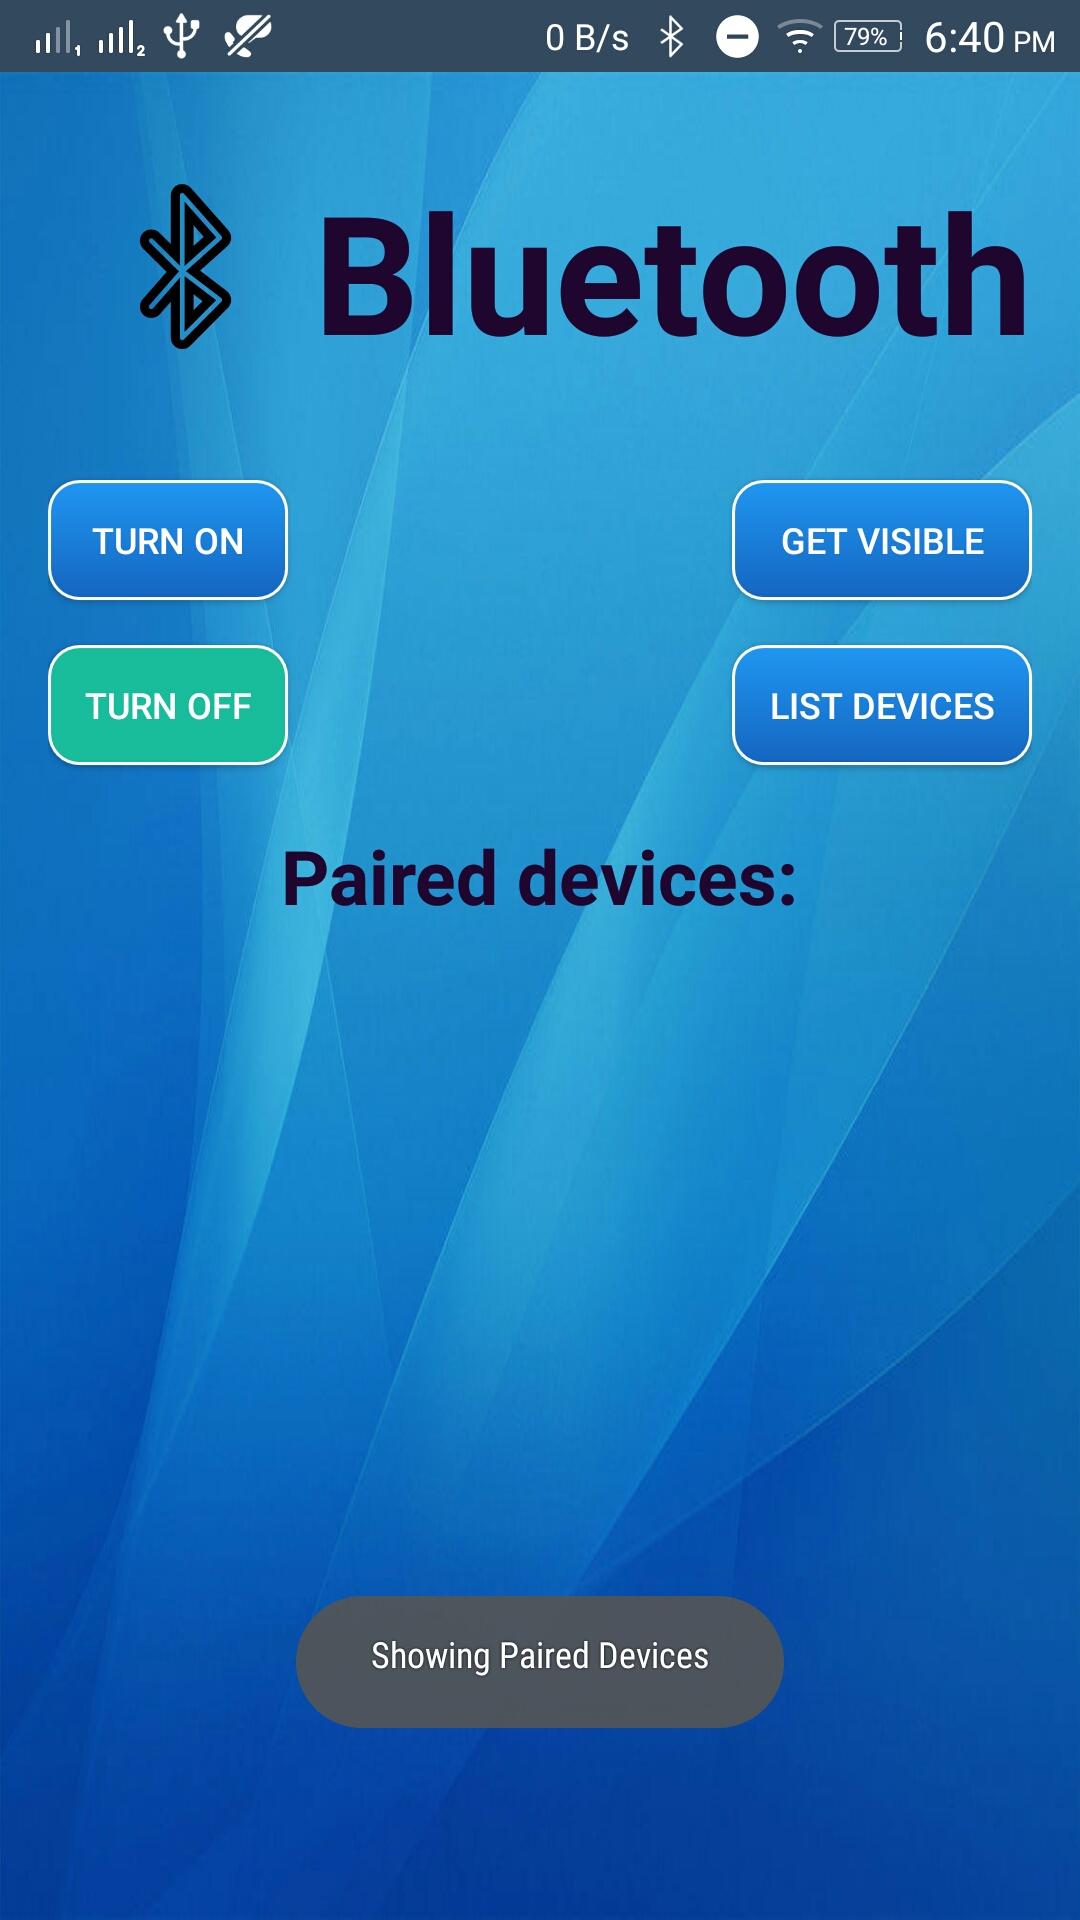 1 2 0 B/s 79% 6:40 PM
Bluetooth
TURN ON GET VISIBLE
TURN OFF LIST DEVICES
Paired devices:
Showing Paired Devices